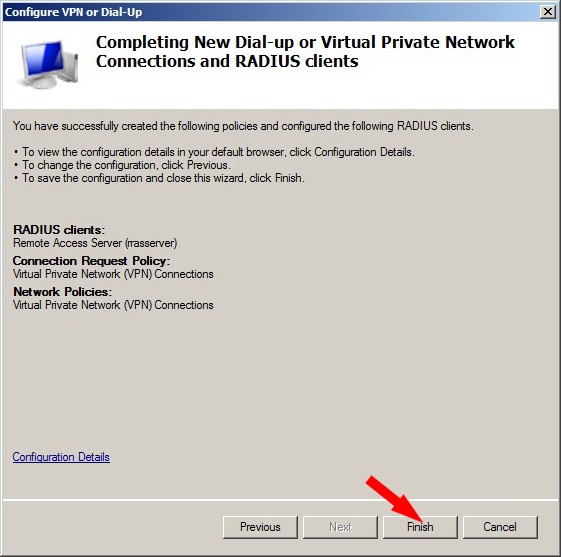 Configure VPN or Dial-Up
Completing New Dial-up or Virtual Private Network
Connections and RADIUS clients
You have successfully created the following policies and configured the following RADIUS clients.
• To view the configuration details in your default browser, click Configuration Details.
• To change the configuration, click Previous.
• To save the configuration and close this wizard, click Finish.
RADIUS clients:
Remote Access Server (rrasserver)
Connection Request Policy:
Virtual Private Network (VPN) Connections
Network Policies:
Virtual Private Network (VPN) Connections
Configuration Details
Previous Next Finish Cancel